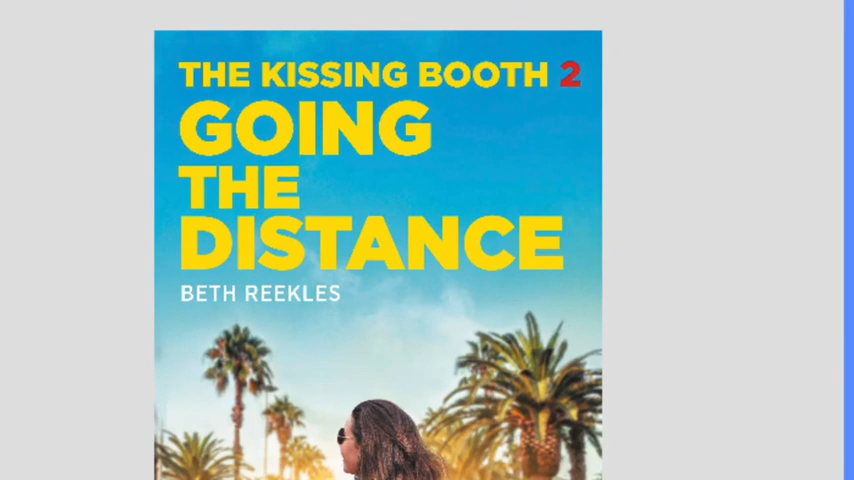 THE KISSING BOOTH 2
GOING
THE
DISTANCE
BETH REEKLES